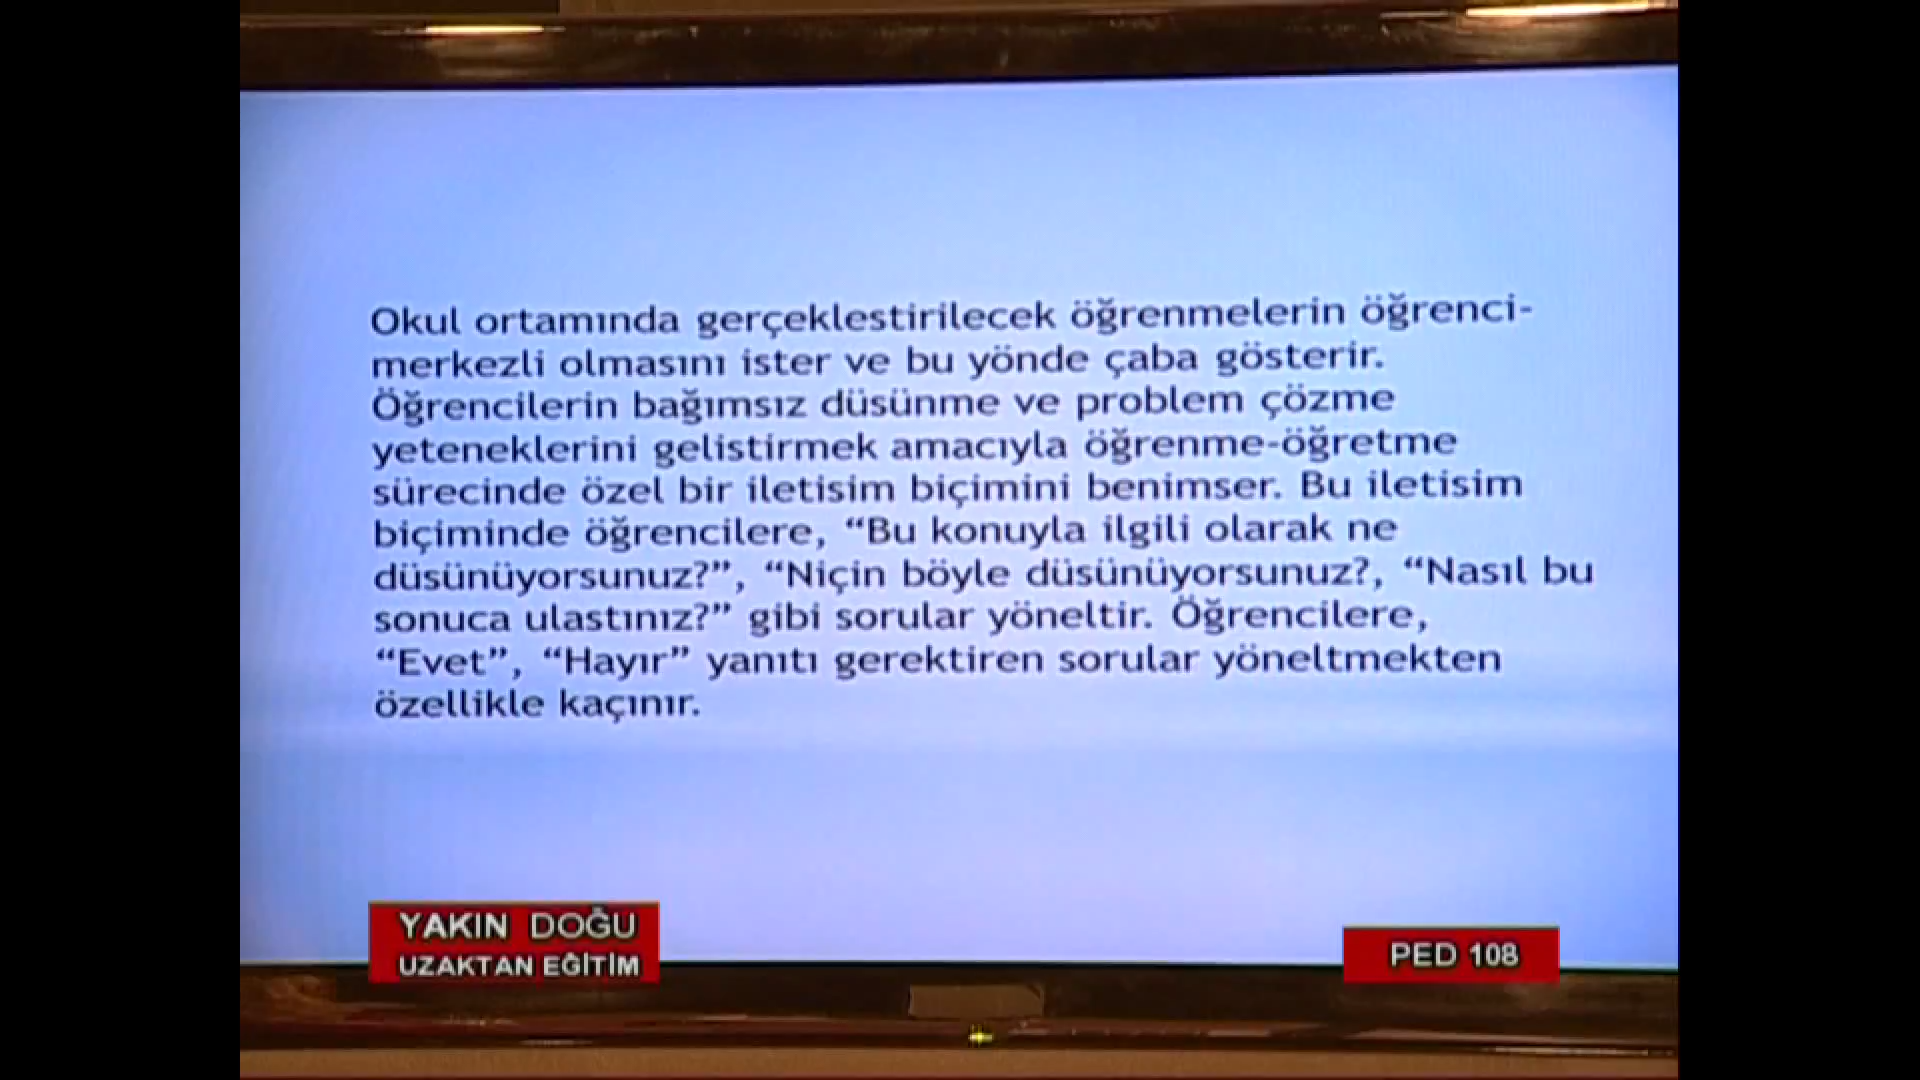 Okul ortamında gerçeklestirilecek öğrenmelerin öğrenci-
merkezli olmasını ister ve bu yönde çaba gösterir.
Öğrencilerin bağımsız düsünme ve problem çözme
yeteneklerini gelistirmek amacıyla öğrenme-öğretme
sürecinde özel bir iletisim biçimini benimser. Bu iletisim
biçiminde öğrencilere, “Bu konuyla ilgili olarak ne
düsünüyorsunuz?”, “Niçin böyle düsünüyorsunuz?, “Nasıl bu
sonuca ulastınız?” gibi sorular yöneltir. Öğrencilere,
“Evet”, “Hayır” yanıtı gerektiren sorular yöneltmekten
özellikle kaçınır.
YAKIN DOĞU
UZAKTAN EĞİTİM
PED 108